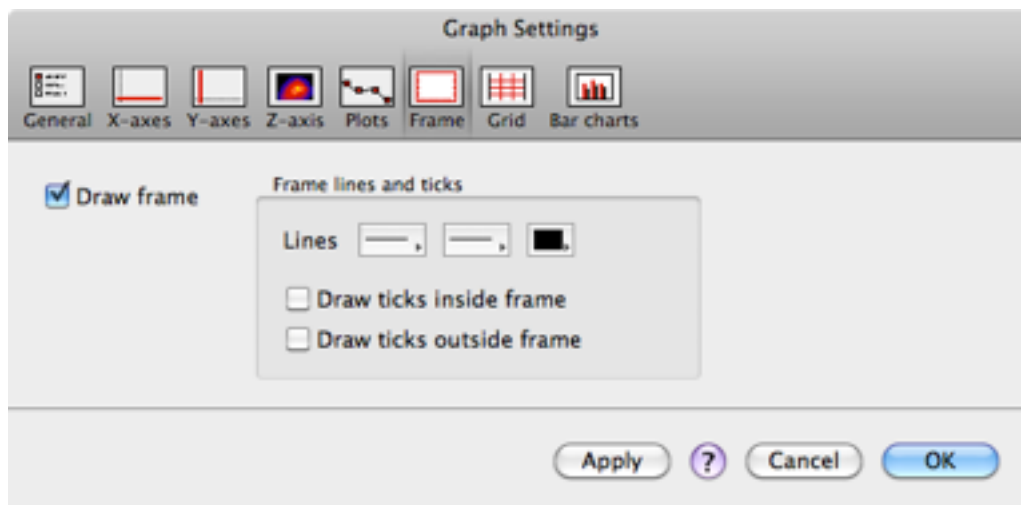 Graph Settings
General X-axes Y-axes Z-axis Plots Frame Grid Bar charts
Draw frame
Frame lines and ticks
Lines
Draw ticks inside frame
Draw ticks outside frame
Apply ? Cancel OK